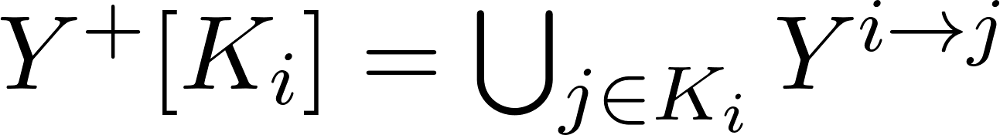 Y^+[K_i] = ⋃_{j∈K_i} Y^{i→j}